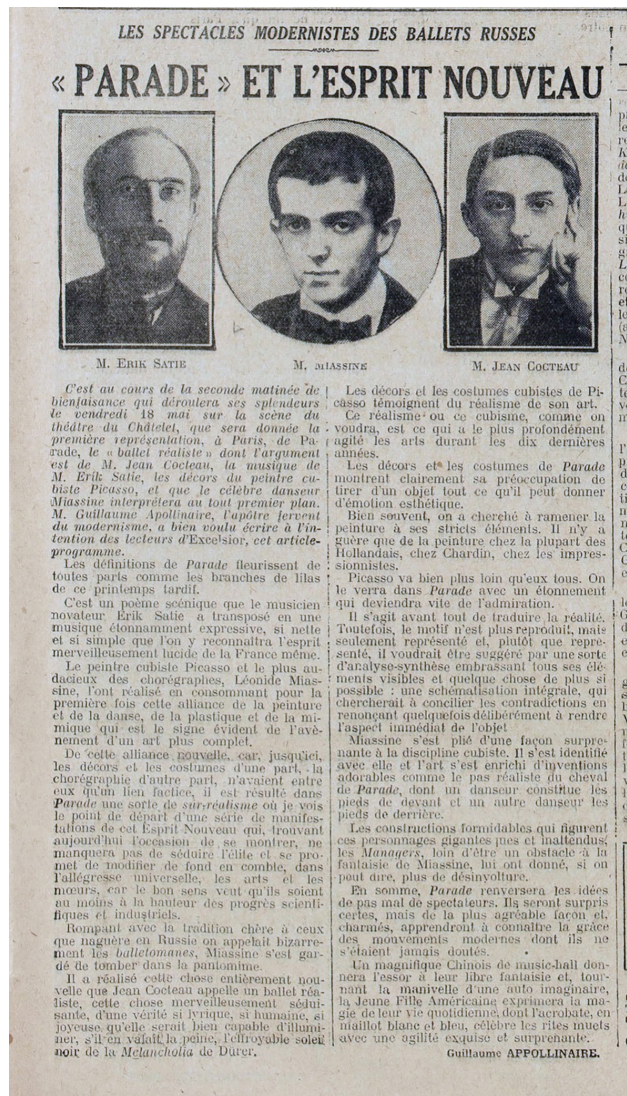 LES SPECTACLES MODERNISTES DES BALLETS RUSSES
« PARADE » ET L'ESPRIT NOUVEAU
M. ERIK SATIE
M. MIASSINE
M. JEAN COCTEAU
C'est au cours de la seconde matinée de
bienfaisance qui déroulera ses splendeurs
le vendredi 18 mai sur la scène du
théâtre du Châtelet, que sera donnée la
première représentation, à Paris, de Pa-
rade, le « ballet réaliste » dont l'argument
est de M. Jean Cocteau, la musique de
M. Erik Satie, les décors du peintre cu-
biste Picasso, et que le célèbre danseur
Miassine interprétera au tout premier plan.
M. Guillaume Apollinaire, l'apôtre fervent
du modernisme, a bien voulu écrire à l'in-
tention des lecteurs d'Excelsior, cet article-
programme.
Les définitions de Parade fleurissent de
toutes parts comme les branches de lilas
de ce printemps tardif.
C'est un poème scénique que le musicien
novateur Erik Satie a transposé en une
musique étonnamment expressive, si nette
et si simple que l'on y reconnaîtra l'esprit
merveilleusement lucide de la France même.
Le peintre cubiste Picasso et le plus au-
dacieux des chorégraphes, Léonide Mias-
sine, l'ont réalisé en consommant pour la
première fois cette alliance de la peinture
et de la danse, de la plastique et de la mi-
mique qui est le signe évident de l'avè-
nement d'un art plus complet.
De cette alliance nouvelle, car, jusqu'ici,
les décors et les costumes d'une part, la
chorégraphie d'autre part, n'avaient entre
eux qu'un lien factice, il est résulté dans
Parade une sorte de sur-réalisme où je vois
le point de départ d'une série de manifes-
tations de cet Esprit Nouveau qui, trouvant
aujourd'hui l'occasion de se montrer, ne
manquera pas de séduire l'élite et se pro-
met de modifier de fond en comble, dans
l'allégresse universelle, les arts et les
mœurs, car le bon sens veut qu'ils soient
au moins à la hauteur des progrès scienti-
fiques et industriels.
Rompant avec la tradition chère à ceux
que naguère en Russie on appelait bizarre-
ment les balletomanes, Miassine s'est gar-
dé de tomber dans la pantomime.
Il a réalisé cette chose entièrement nou-
velle que Jean Cocteau appelle un ballet réa-
liste, cette chose merveilleusement sédui-
sante, d'une vérité si lyrique, si humaine, si
joyeuse qu'elle serait bien capable d'illumi-
ner, s'il en valait la peine, l'effroyable soleil
noir de la Melancholia de Dürer.
Les décors et les costumes cubistes de Pi-
casso témoignent du réalisme de son art.
Ce réalisme ou ce cubisme, comme on
voudra, est ce qui a le plus profondément
agité les arts durant les dix dernières
années.
Les décors et les costumes de Parade
montrent clairement sa préoccupation de
tirer d'un objet tout ce qu'il peut donner
d'émotion esthétique.
Bien souvent, on a cherché à ramener la
peinture à ses stricts éléments. Il n'y a
guère que de la peinture chez la plupart des
Hollandais, chez Chardin, chez les impres-
sionnistes.
Picasso va bien plus loin qu'eux tous. On
le verra dans Parade avec un étonnement
qui deviendra vite de l'admiration.
Il s'agit avant tout de traduire la réalité.
Toutefois, le motif n'est plus reproduit, mais
seulement représenté et, plutôt que repré-
senté, il voudrait être suggéré par une sorte
d'analyse-synthèse embrassant tous ses élé-
ments visibles et quelque chose de plus si
possible : une schématisation intégrale, qui
chercherait à concilier les contradictions en
renonçant quelquefois délibérément à rendre
l'aspect immédiat de l'objet
Miassine s'est plié d'une façon surpre-
nante à la discipline cubiste. Il s'est identifié
avec elle et l'art s'est enrichi d'inventions
adorables comme le pas réaliste du cheval
de Parade, dont un danseur constitue les
pieds de devant et un autre danseur les
pieds de derrière.
Les constructions formidables qui figurent
ces personnages gigantesques et inattendus,
les Managers, loin d'être un obstacle à la
fantaisie de Miassine, lui ont donné, si on
peut dire, plus de désinvolture.
En somme, Parade renversera les idées
de pas mal de spectateurs. Ils seront surpris
certes, mais de la plus agréable façon et,
charmés, apprendront à connaître la grâce
des mouvements modernes dont ils ne
s'étaient jamais doutés.
Un magnifique Chinois de music-ball don-
nera l'essor à leur libre fantaisie et, tour-
nant la manivelle d'une auto imaginaire,
la Jeune Fille Américaine exprimera la ma-
gie de leur vie quotidienne, dont l'acrobate, en
maillot blanc et bleu, célèbre les rites muets
avec une agilité exquise et surprenante.
Guillaume APPOLLINAIRE.